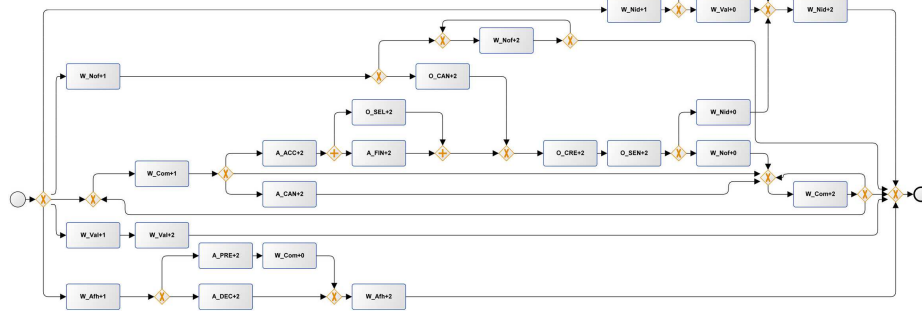 W_Nid+1
W_Val+0
W_Nid+2
W_Nof+2
W_Nof+1
O_CAN+2
O_SEL+2
W_Nid+0
A_ACC+2
A_FIN+2
O_CRE+2
O_SEN+2
W_Nof+0
W_Com+1
A_CAN+2
W_Com+2
W_Val+1
W_Val+2
A_PRE+2
W_Com+0
W_Afh+1
A_DEC+2
W_Afh+2